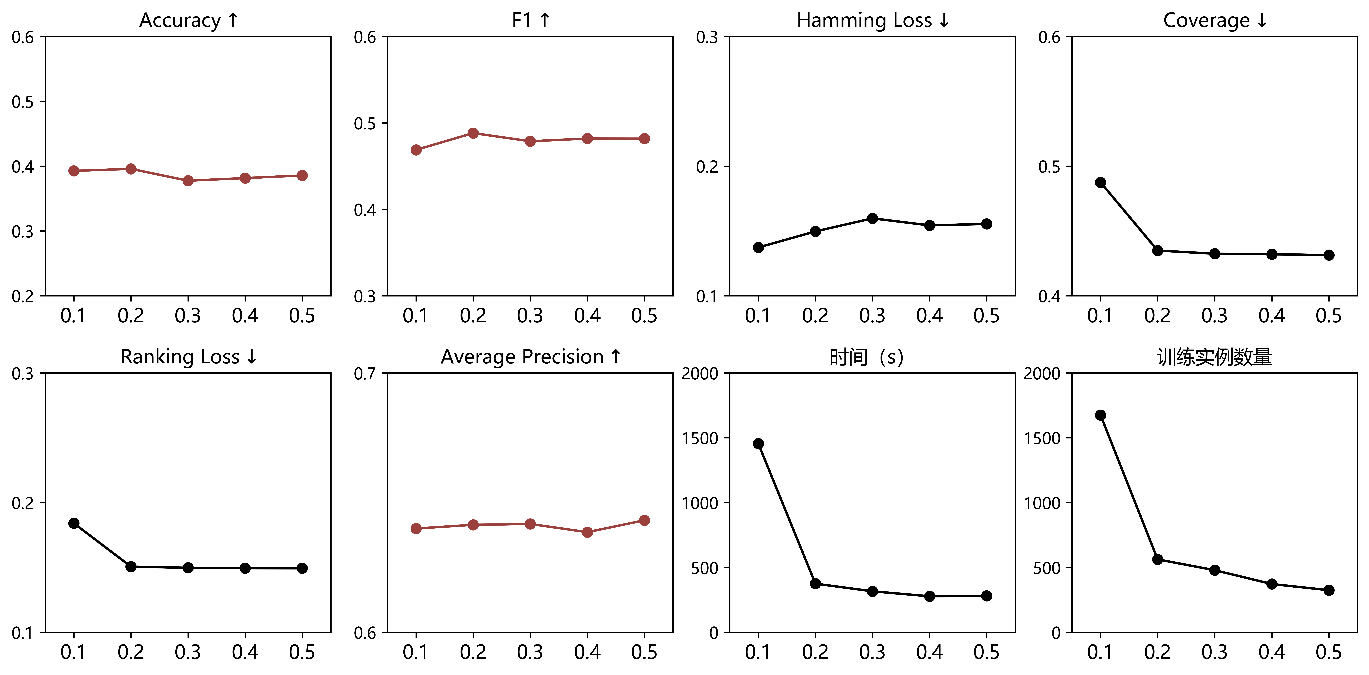 Accuracy ↑
0.6
0.5
0.4
0.3
0.2
0.1 0.2 0.3 0.4 0.5
F1 ↑
0.6
0.5
0.4
0.3
0.1 0.2 0.3 0.4 0.5
Hamming Loss ↓
0.3
0.2
0.1
0.1 0.2 0.3 0.4 0.5
Coverage ↓
0.6
0.5
0.4
0.1 0.2 0.3 0.4 0.5
Ranking Loss ↓
0.3
0.2
0.1
0.1 0.2 0.3 0.4 0.5
Average Precision ↑
0.7
0.6
0.1 0.2 0.3 0.4 0.5
时间（s）
2000
1500
1000
500
0
0.1 0.2 0.3 0.4 0.5
训练实例数量
2000
1500
1000
500
0
0.1 0.2 0.3 0.4 0.5